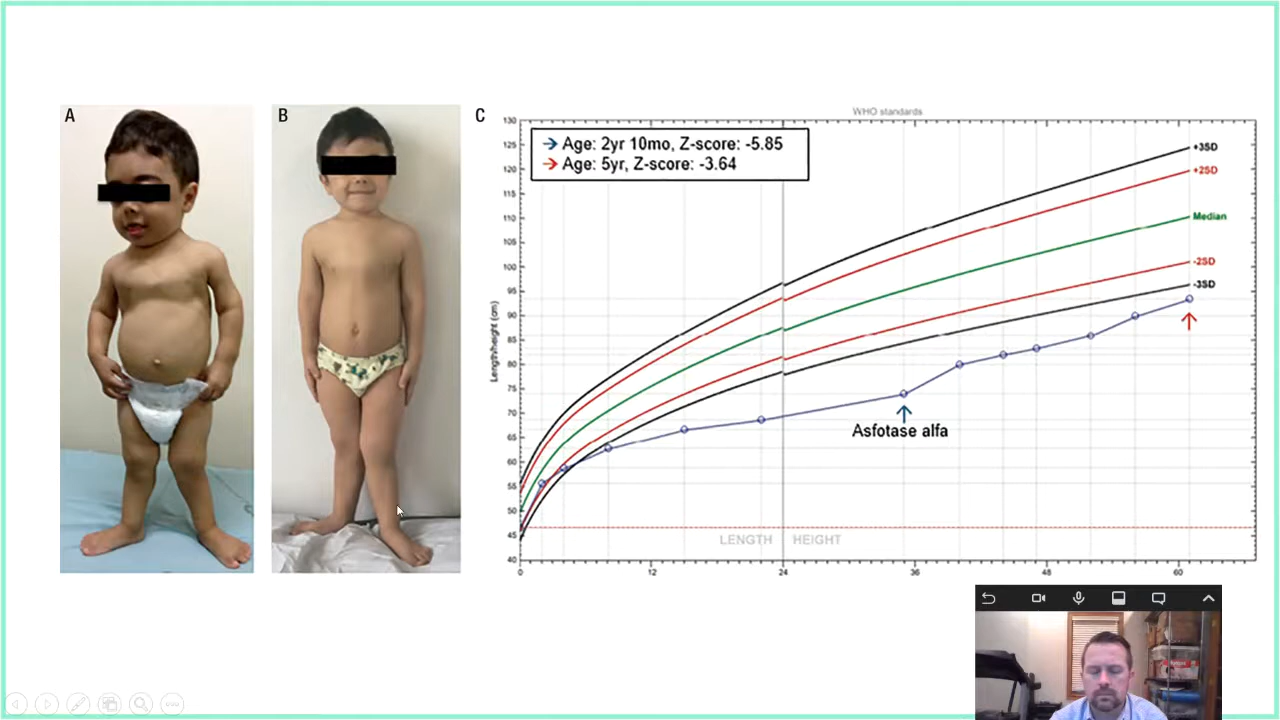 A
B
C
WHO standards
→ Age: 2yr 10mo, Z-score: -5.85
→ Age: 5yr, Z-score: -3.64
130
125
120
115
110
105
100
95
90
85
80
75
70
65
60
55
50
45
40
Length/height (cm)
+3SD
+2SD
Median
-2SD
-3SD
Asfotase alfa
LENGTH
HEIGHT
0
12
24
36
48
60